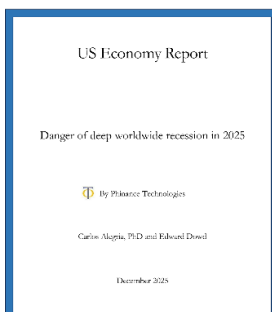 US Economy Report
Danger of deep worldwide recession in 2025
By Phinance Technologies
Carlos Alegria, PhD and Edward Dowd
December 2025